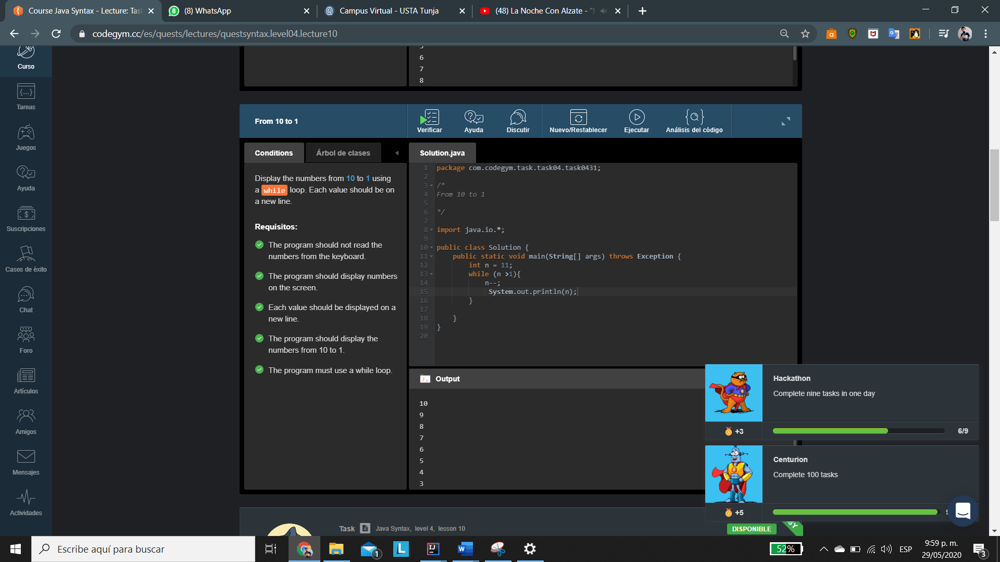 Course Java Syntax - Lecture: Tas
(8) WhatsApp
Campus Virtual - USTA Tunja
(48) La Noche Con Alzate - "
codegym.cc/es/quests/lectures/questsyntax.level04.lecture10
Curso
Tareas
Juegos
Ayuda
Suscripciones
Casos de éxito
Chat
Foro
Artículos
Amigos
Mensajes
Actividades
6
7
8
From 10 to 1
Verificar
Ayuda
Discutir
Nuevo/Restablecer
Ejecutar
Análisis del código
Conditions
Árbol de clases
Display the numbers from 10 to 1 using
a while loop. Each value should be on
a new line.
Requisitos:
The program should not read the
numbers from the keyboard.
The program should display numbers
on the screen.
Each value should be displayed on a
new line.
The program should display the
numbers from 10 to 1.
The program must use a while loop.
Solution.java
1 package com.codegym.task.task04.task0431;
2
3 /*
4 From 10 to 1
5
6 */
7
8 import java.io.*;
9
10 public class Solution {
11 public static void main(String[] args) throws Exception {
12 int n = 11;
13 while (n >1){
14 n--;
15 System.out.println(n);
16 }
17
18 }
19 }
20
Output
10
9
8
7
6
5
4
3
Hackathon
Complete nine tasks in one day
+3
6/9
Centurion
Complete 100 tasks
+5
Task
Java Syntax, level 4, lesson 10
DISPONIBLE
Escribe aquí para buscar
1
52%
ESP
9:59 p. m.
29/05/2020
3